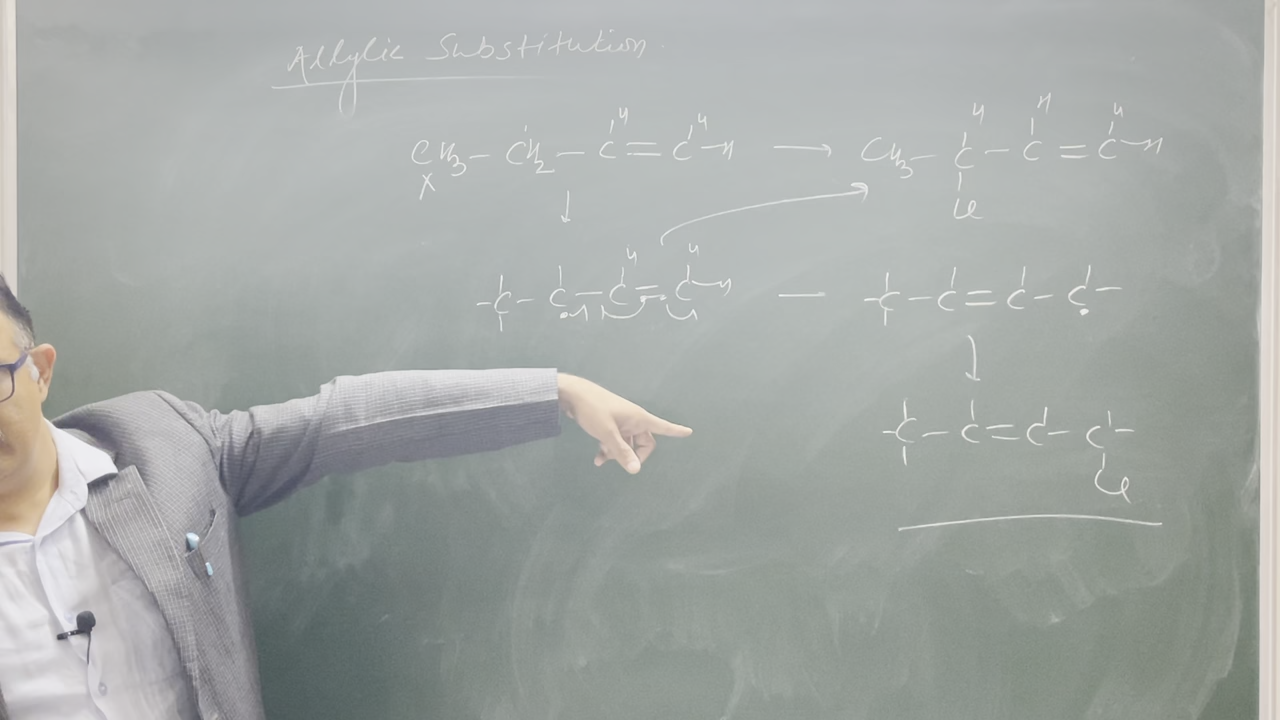 Allylic Substitution.
H H H H H
CH3 – CH2 – C = C – H → CH3 – C – C = C – H
X ↓ Cl
H H
– C – C – C = C – H — – C – C = C – C –
↓
– C – C = C – C –
Cl